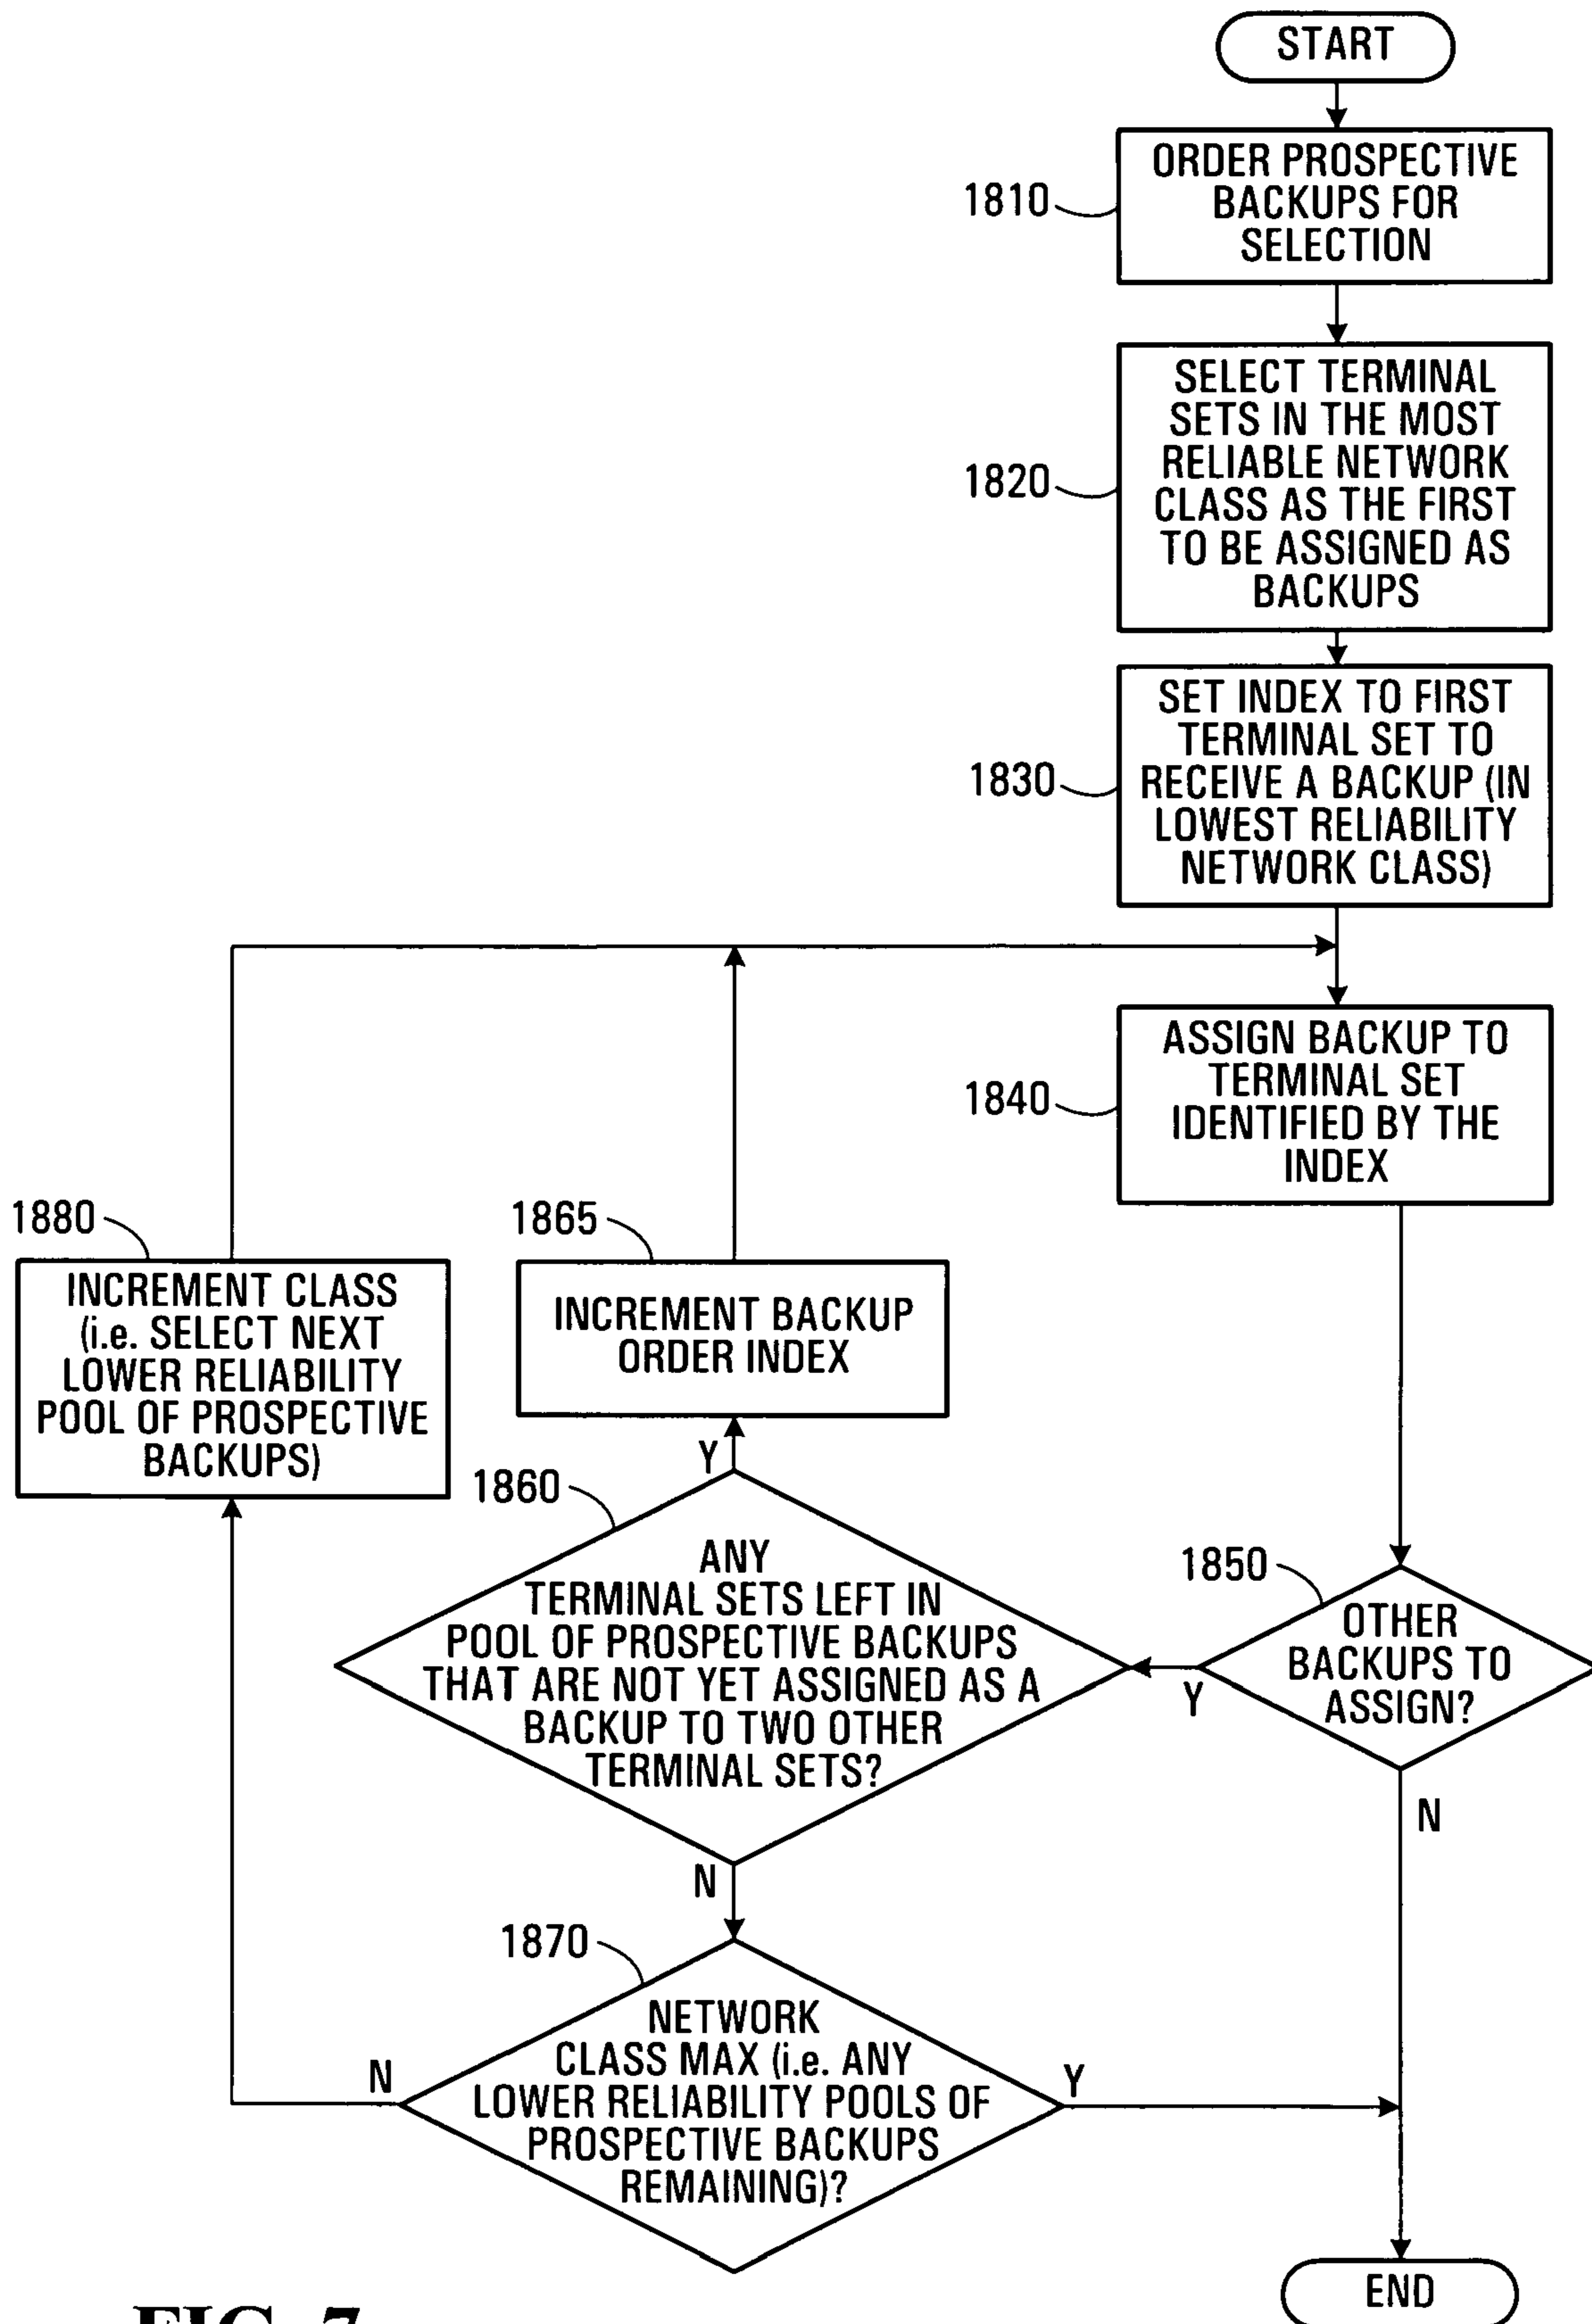 START
ORDER PROSPECTIVE
BACKUPS FOR
SELECTION
1810
SELECT TERMINAL
SETS IN THE MOST
RELIABLE NETWORK
CLASS AS THE FIRST
TO BE ASSIGNED AS
BACKUPS
1820
SET INDEX TO FIRST
TERMINAL SET TO
RECEIVE A BACKUP (IN
LOWEST RELIABILITY
NETWORK CLASS)
1830
ASSIGN BACKUP TO
TERMINAL SET
IDENTIFIED BY THE
INDEX
1840
1880
INCREMENT CLASS
(i.e. SELECT NEXT
LOWER RELIABILITY
POOL OF PROSPECTIVE
BACKUPS)
1865
INCREMENT BACKUP
ORDER INDEX
Y
1860
ANY
TERMINAL SETS LEFT IN
POOL OF PROSPECTIVE BACKUPS
THAT ARE NOT YET ASSIGNED AS A
BACKUP TO TWO OTHER
TERMINAL SETS?
1850
OTHER
BACKUPS TO
ASSIGN?
Y
N
N
1870
NETWORK
CLASS MAX (i.e. ANY
LOWER RELIABILITY POOLS OF
PROSPECTIVE BACKUPS
REMAINING)?
N
Y
END
FIG. 7